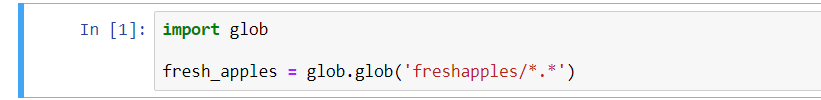 In [1]: import glob
fresh_apples = glob.glob('freshapples/*.*')